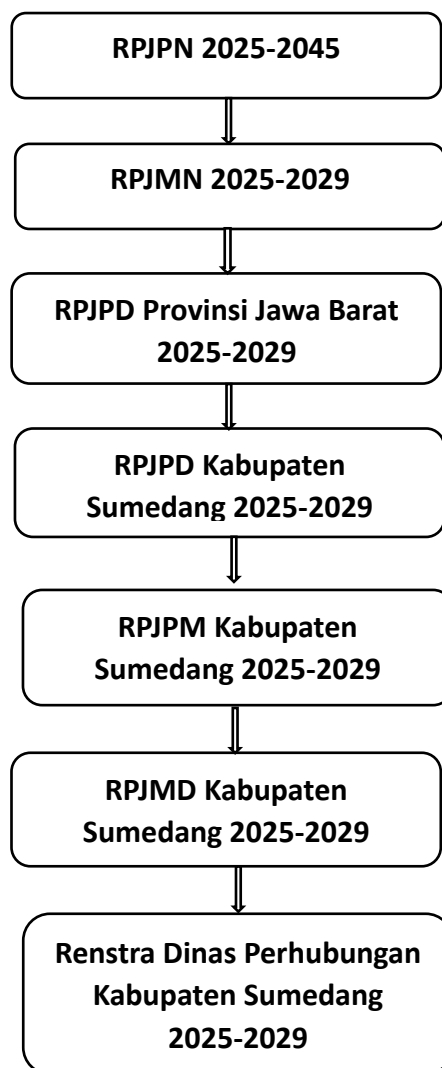 RPJPN 2025-2045
RPJMN 2025-2029
RPJPD Provinsi Jawa Barat
2025-2029
RPJPD Kabupaten
Sumedang 2025-2029
RPJPM Kabupaten
Sumedang 2025-2029
RPJMD Kabupaten
Sumedang 2025-2029
Renstra Dinas Perhubungan
Kabupaten Sumedang
2025-2029